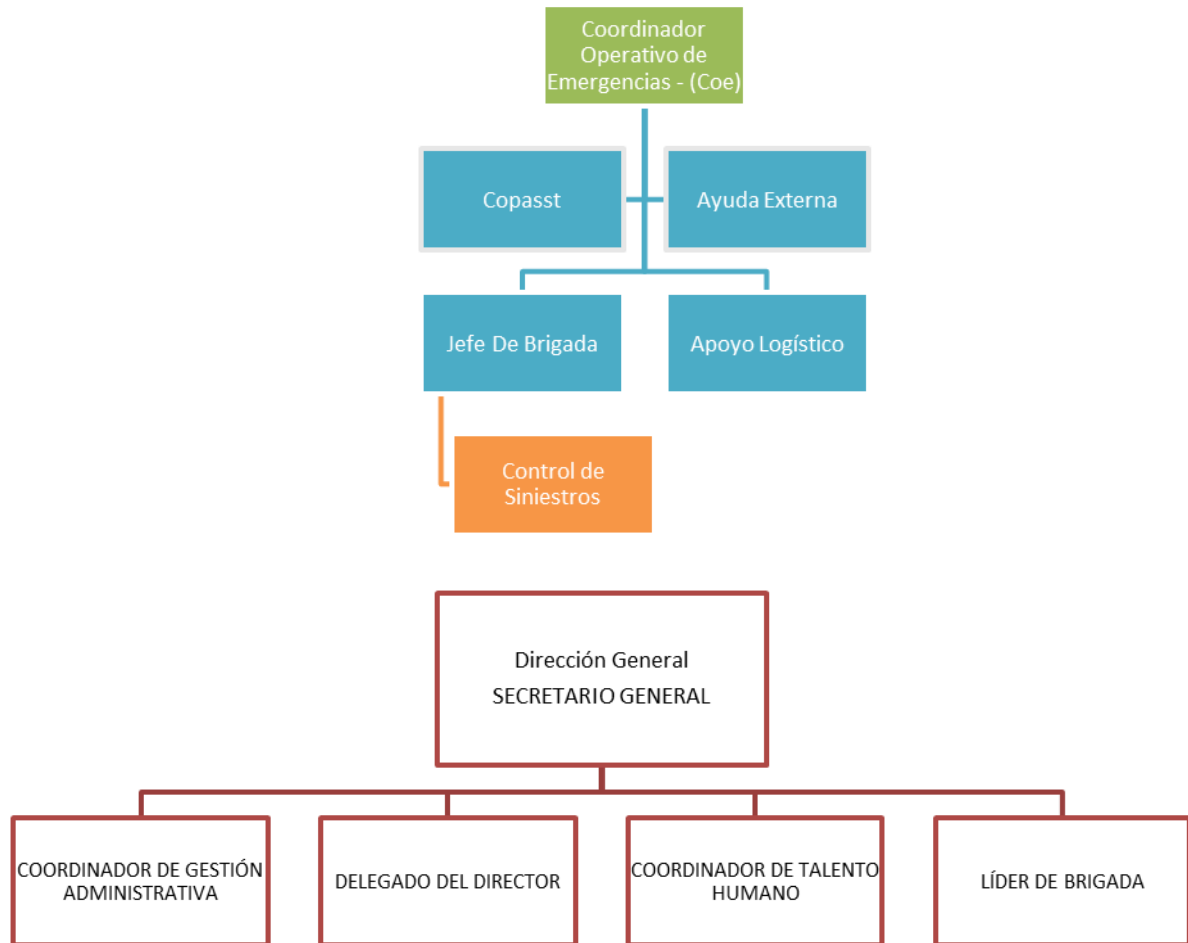 Coordinador
Operativo de
Emergencias - (Coe)
Copasst
Ayuda Externa
Jefe De Brigada
Apoyo Logístico
Control de
Siniestros
Dirección General
SECRETARIO GENERAL
COORDINADOR DE GESTIÓN
ADMINISTRATIVA
DELEGADO DEL DIRECTOR
COORDINADOR DE TALENTO
HUMANO
LÍDER DE BRIGADA